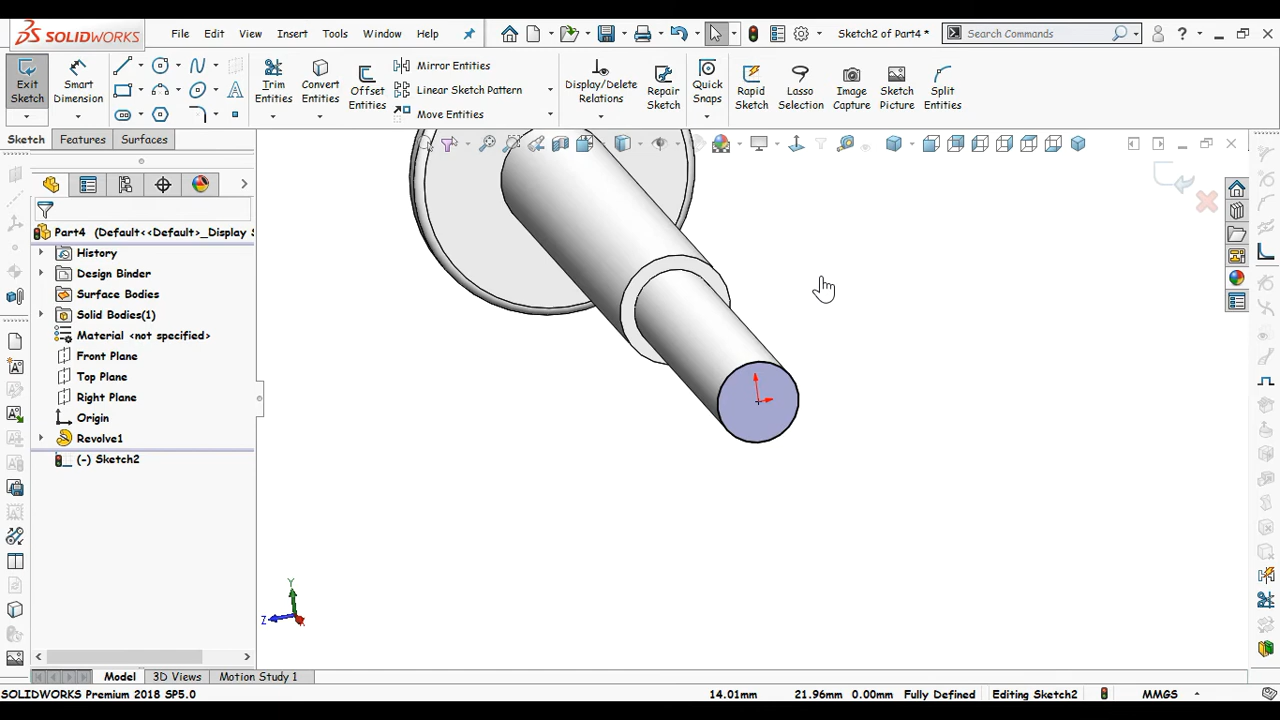 SOLIDWORKS File Edit View Insert Tools Window Help Sketch2 of Part4 * Search Commands ?
Exit Sketch
Smart Dimension
Trim Entities
Convert Entities
Offset Entities
Mirror Entities
Linear Sketch Pattern
Move Entities
Display/Delete Relations
Repair Sketch
Quick Snaps
Rapid Sketch
Lasso Selection
Image Capture
Sketch Picture
Split Entities
Sketch Features Surfaces
Part4 (Default<<Default>_Display S
History
Design Binder
Surface Bodies
Solid Bodies(1)
Material <not specified>
Front Plane
Top Plane
Right Plane
Origin
Revolve1
(-) Sketch2
Y
Z
Model 3D Views Motion Study 1
SOLIDWORKS Premium 2018 SP5.0 14.01mm 21.96mm 0.00mm Fully Defined Editing Sketch2 MMGS